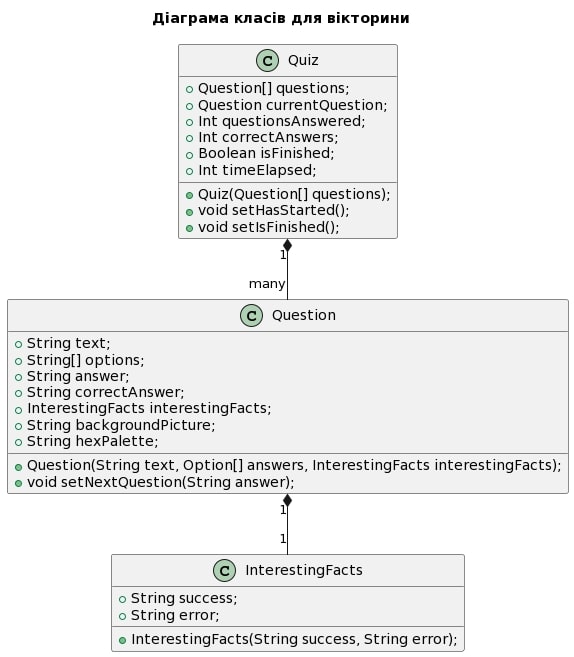 Діаграма класів для вікторини
C Quiz
Question[] questions;
Question currentQuestion;
Int questionsAnswered;
Int correctAnswers;
Boolean isFinished;
Int timeElapsed;
Quiz(Question[] questions);
void setHasStarted();
void setIsFinished();
1
many
C Question
String text;
String[] options;
String answer;
String correctAnswer;
InterestingFacts interestingFacts;
String backgroundPicture;
String hexPalette;
Question(String text, Option[] answers, InterestingFacts interestingFacts);
void setNextQuestion(String answer);
1
1
C InterestingFacts
String success;
String error;
InterestingFacts(String success, String error);